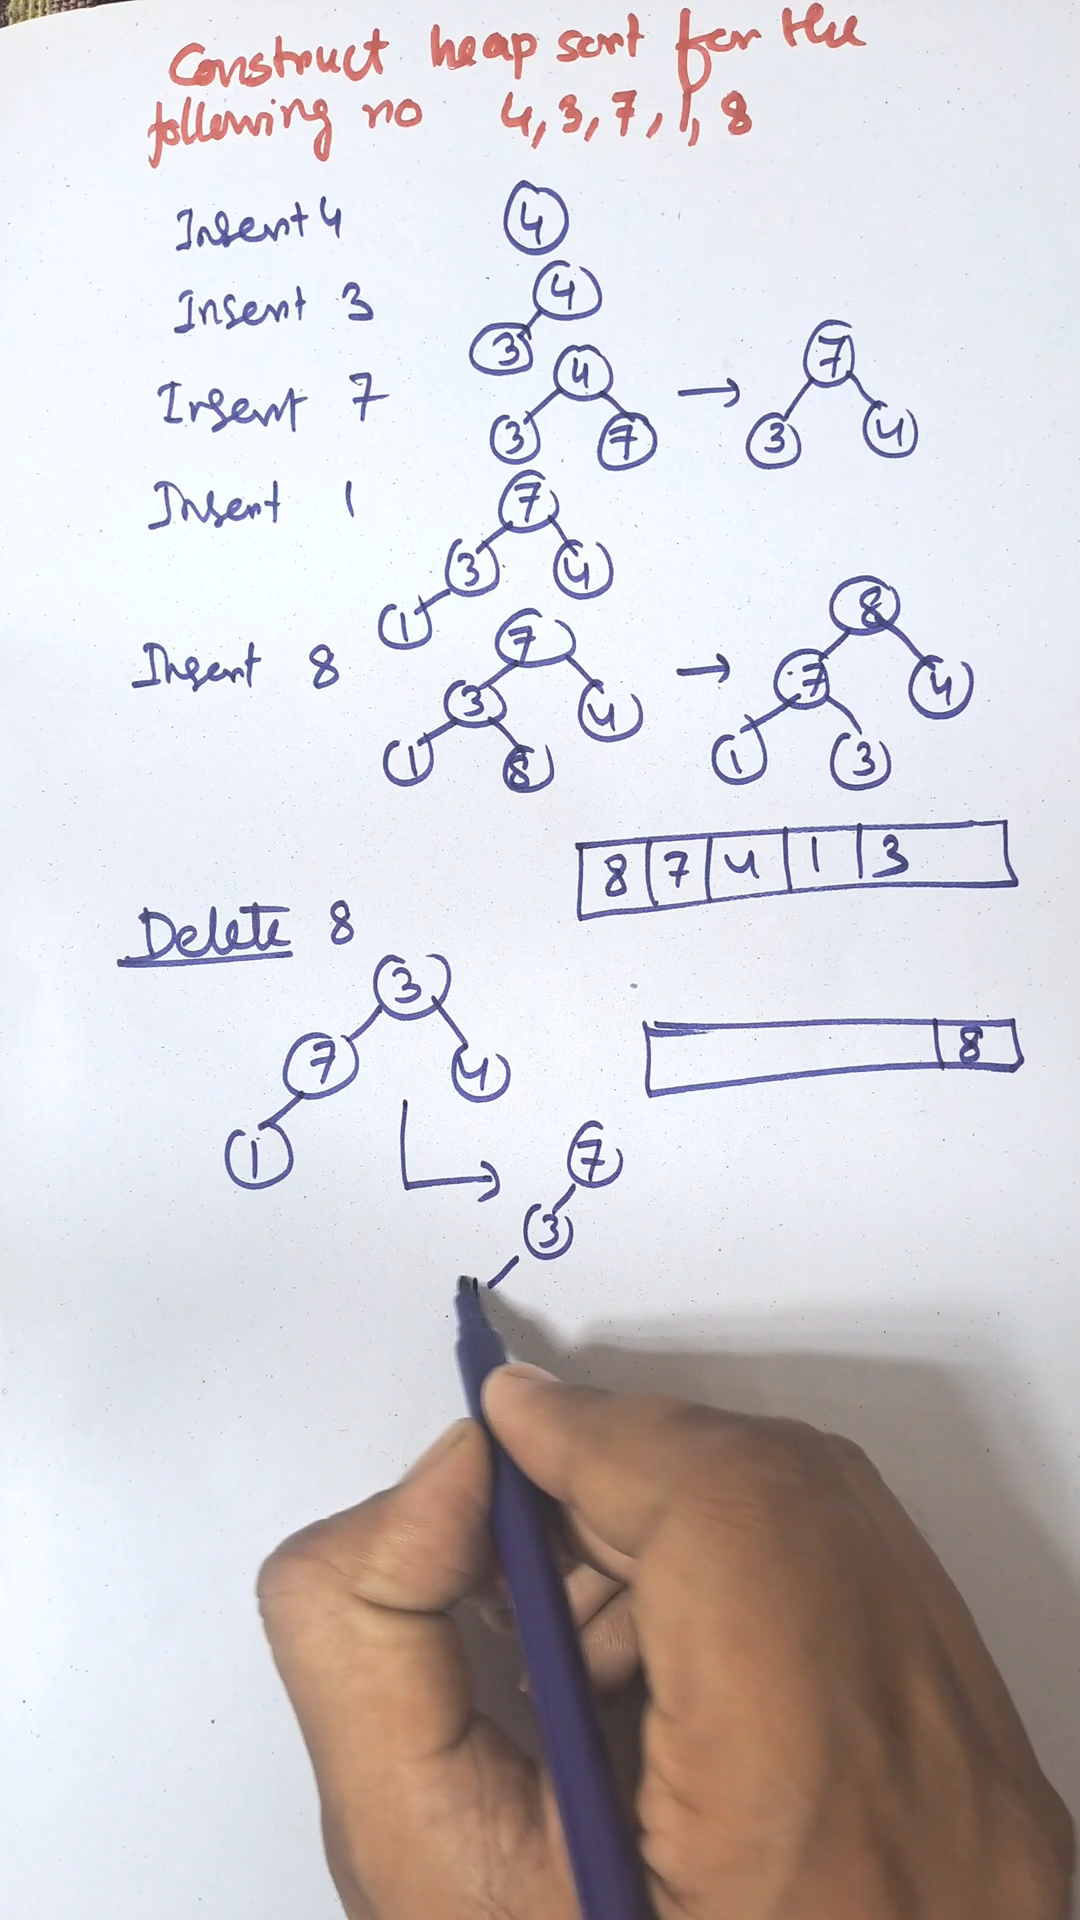 Construct heap sort for the
following no 4, 3, 7, 1, 8
Insert 4
4
Insert 3
4
3
Insert 7
4 → 7
3 7 3 4
Insert 1
7
3 4
1
Insert 8
7 → 8
3 4 7 4
1 8 1 3
8 7 4 1 3
Delete 8
3
7 4
8
1
7
3